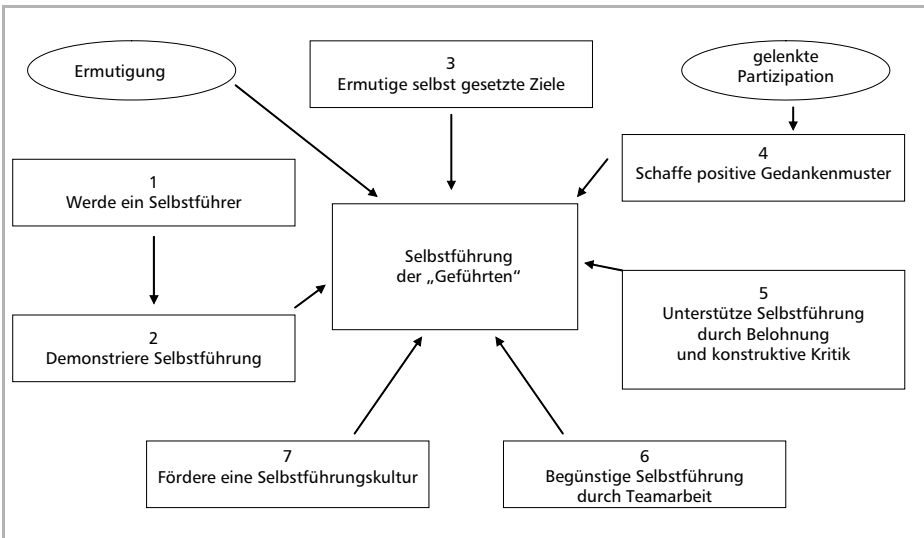 Ermutigung
3
Ermutige selbst gesetzte Ziele
gelenkte
Partizipation
1
Werde ein Selbstführer
4
Schaffe positive Gedankenmuster
Selbstführung
der „Geführten“
2
Demonstriere Selbstführung
5
Unterstütze Selbstführung
durch Belohnung
und konstruktive Kritik
7
Fördere eine Selbstführungskultur
6
Begünstige Selbstführung
durch Teamarbeit